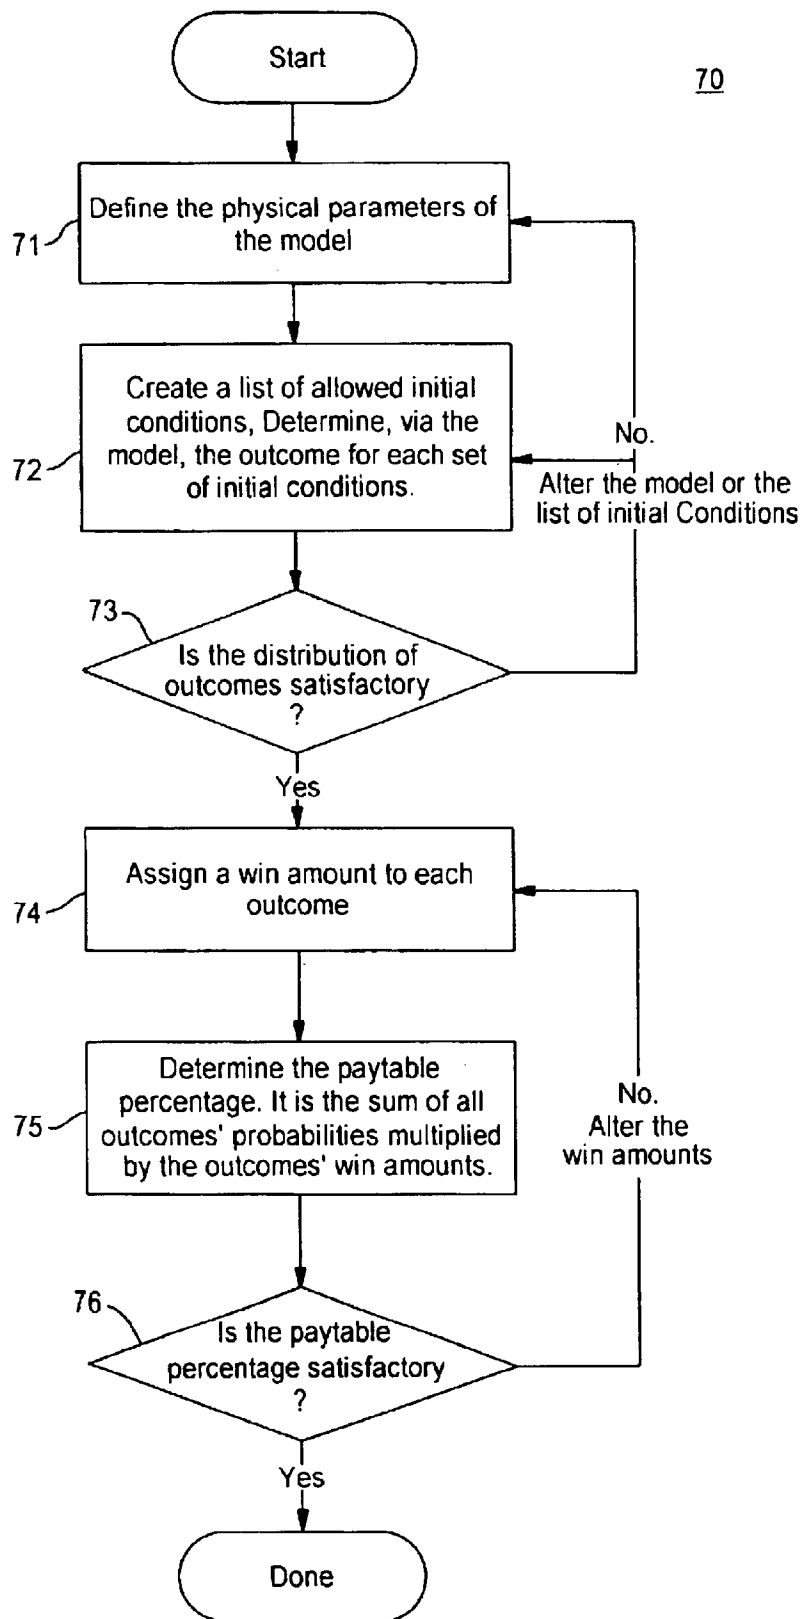 Start
70
71
Define the physical parameters of
the model
72
Create a list of allowed initial
conditions, Determine, via the
model, the outcome for each set
of initial conditions.
No.
Alter the model or the
list of initial Conditions
73
Is the distribution of
outcomes satisfactory
?
Yes
74
Assign a win amount to each
outcome
75
Determine the paytable
percentage. It is the sum of all
outcomes' probabilities multiplied
by the outcomes' win amounts.
No.
Alter the
win amounts
76
Is the paytable
percentage satisfactory
?
Yes
Done